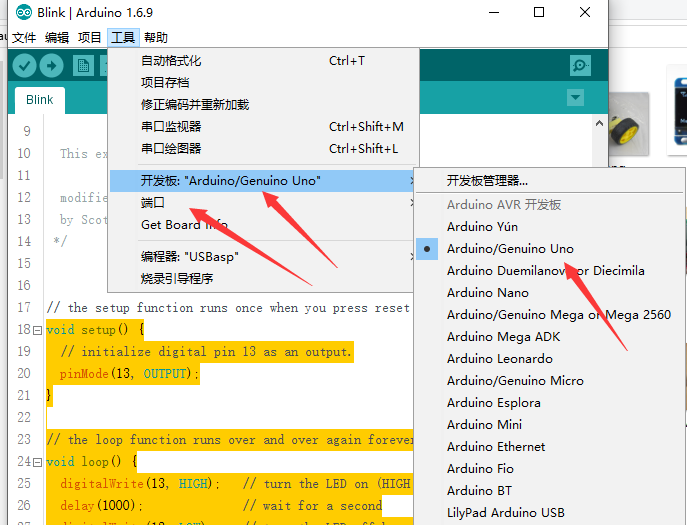 Blink | Arduino 1.6.9
文件 编辑 项目 工具 帮助
自动格式化 Ctrl+T
项目存档
修正编码并重新加载
串口监视器 Ctrl+Shift+M
串口绘图器 Ctrl+Shift+L
开发板: "Arduino/Genuino Uno"
端口
Get Board Info
编程器: "USBasp"
烧录引导程序
开发板管理器...
Arduino AVR 开发板
Arduino Yún
Arduino/Genuino Uno
Arduino Duemilanove or Diecimila
Arduino Nano
Arduino/Genuino Mega or Mega 2560
Arduino Mega ADK
Arduino Leonardo
Arduino/Genuino Micro
Arduino Esplora
Arduino Mini
Arduino Ethernet
Arduino Fio
Arduino BT
LilyPad Arduino USB
Blink
9
10 This ex
11
12 modifie
13 by Scot
14 */
15
16
17 // the setup function runs once when you press reset
18 void setup() {
19 // initialize digital pin 13 as an output.
20 pinMode(13, OUTPUT);
21 }
22
23 // the loop function runs over and over again forever
24 void loop() {
25 digitalWrite(13, HIGH); // turn the LED on (HIGH
26 delay(1000); // wait for a second